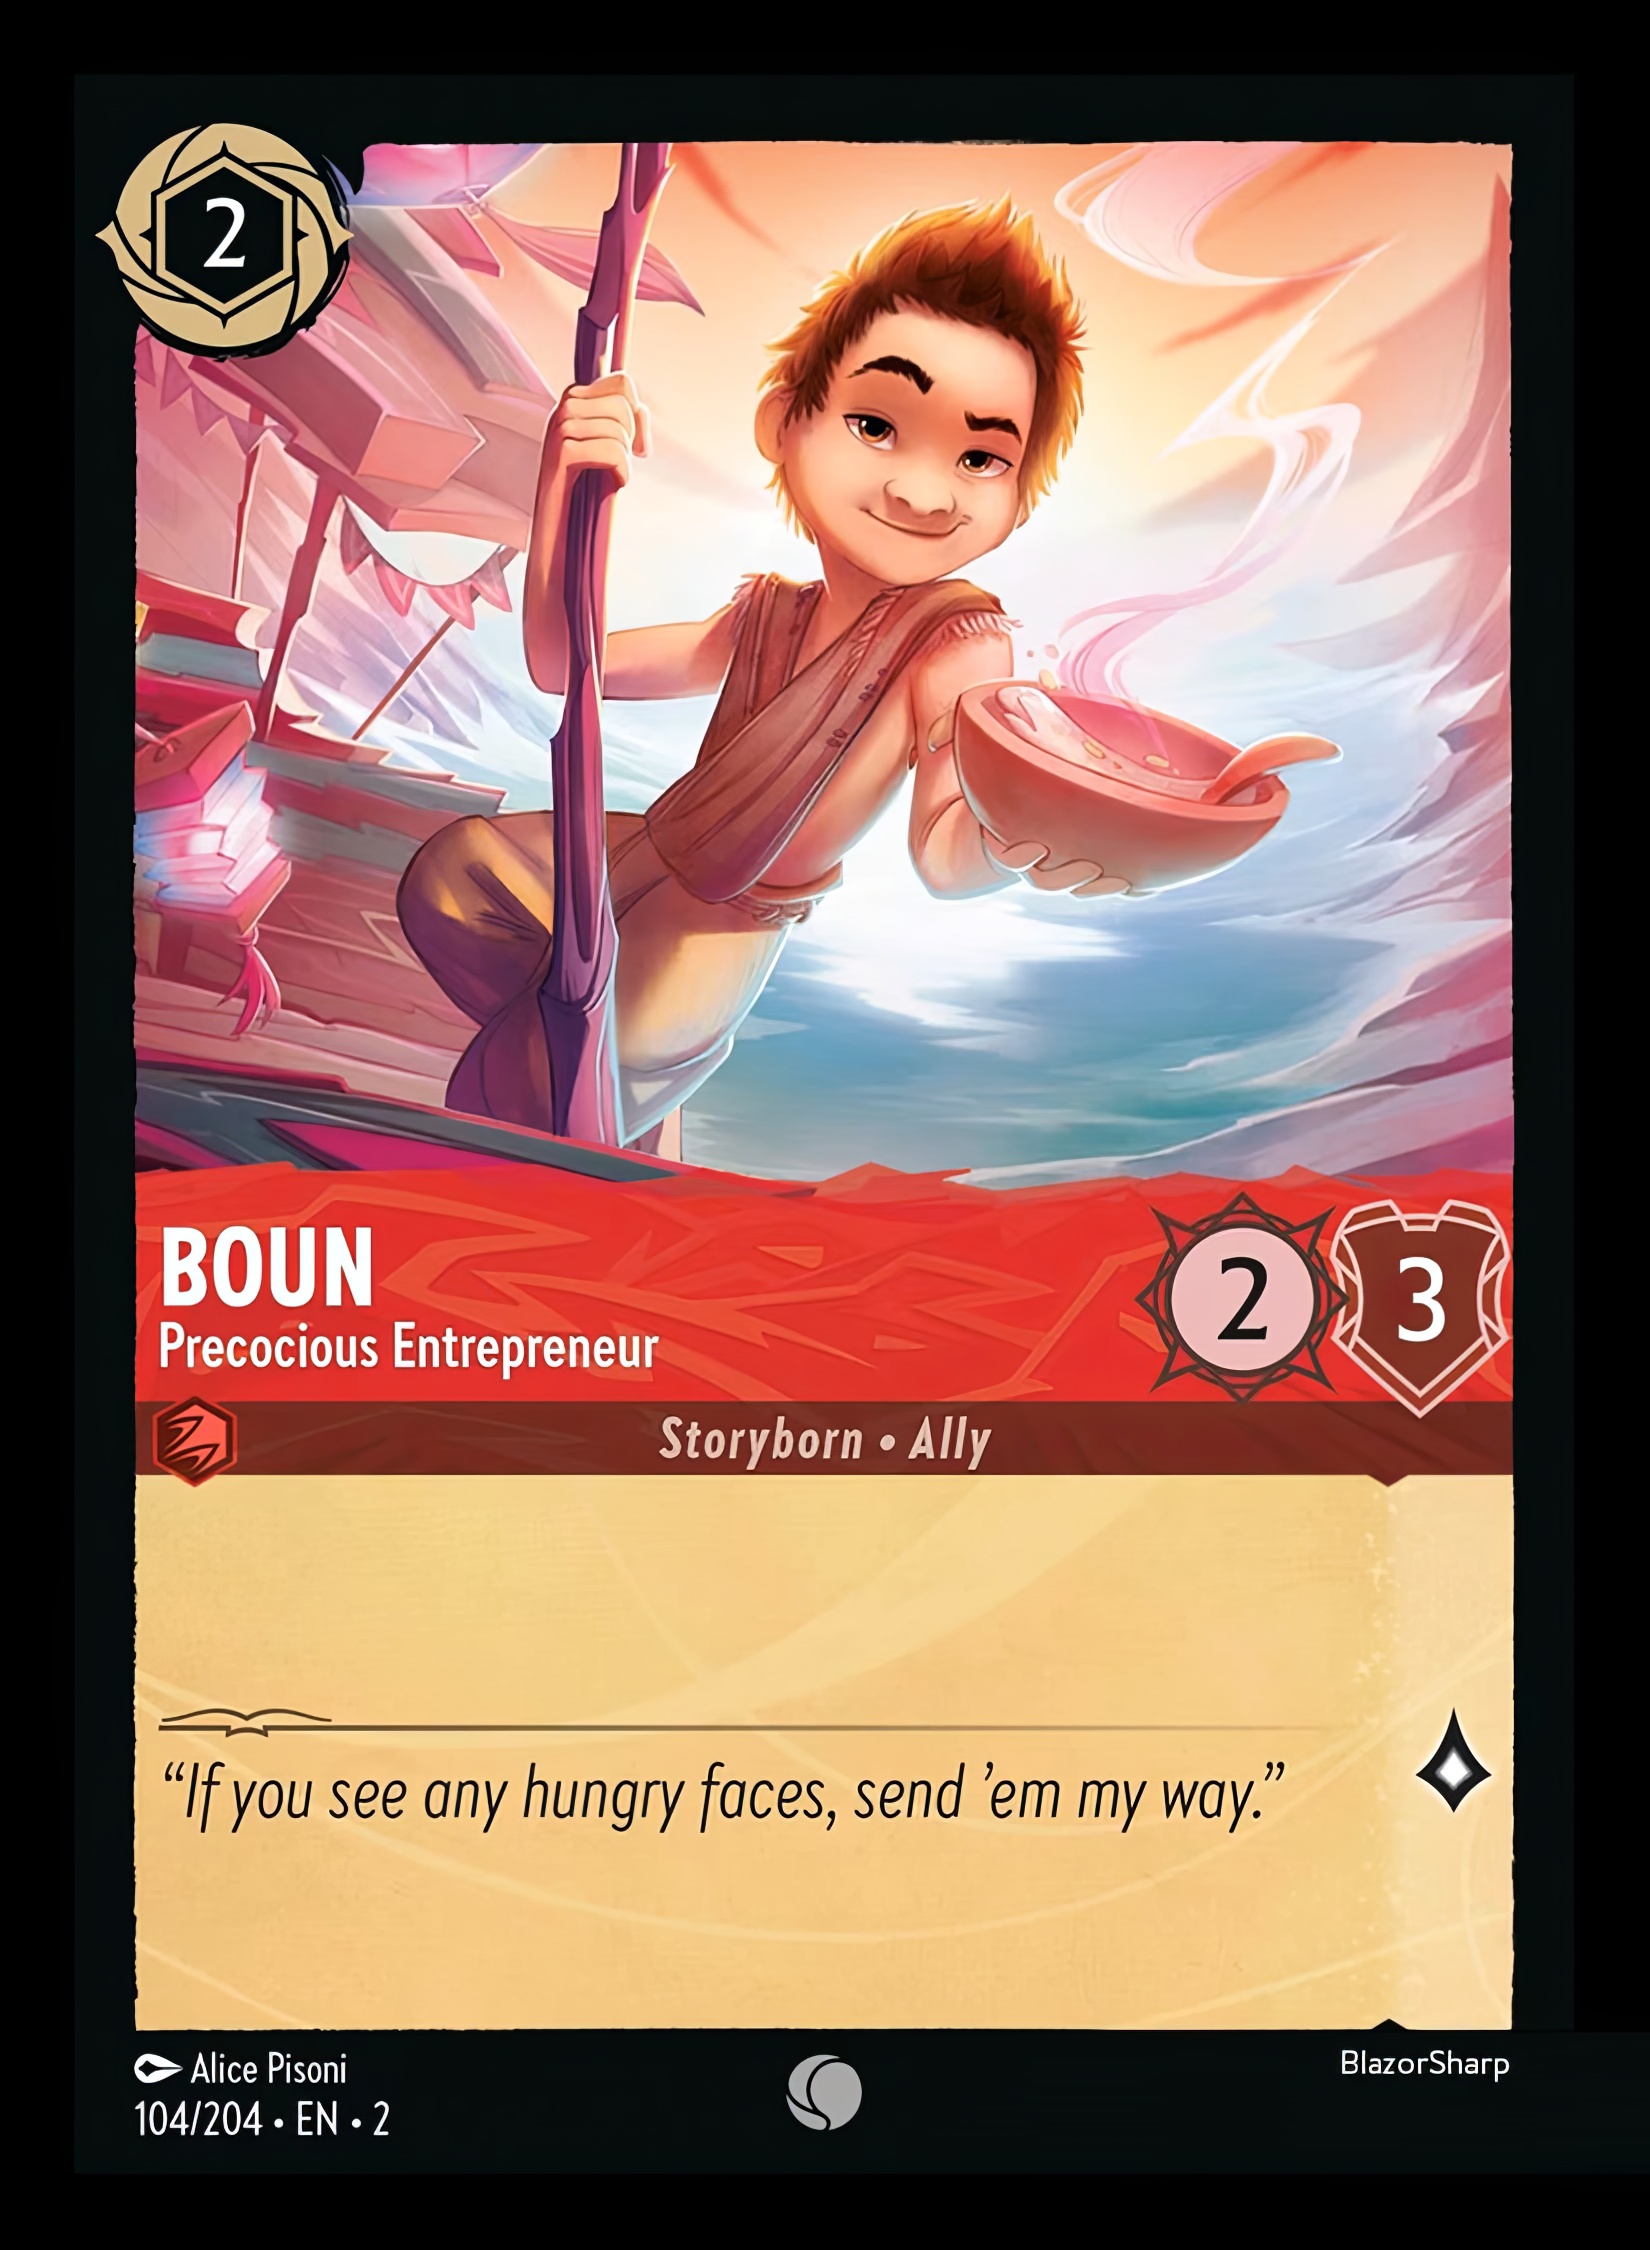 2
BOUN
Precocious Entrepreneur
2
3
Storyborn • Ally
“If you see any hungry faces, send ’em my way.”
Alice Pisoni
104/204 • EN • 2
BlazorSharp